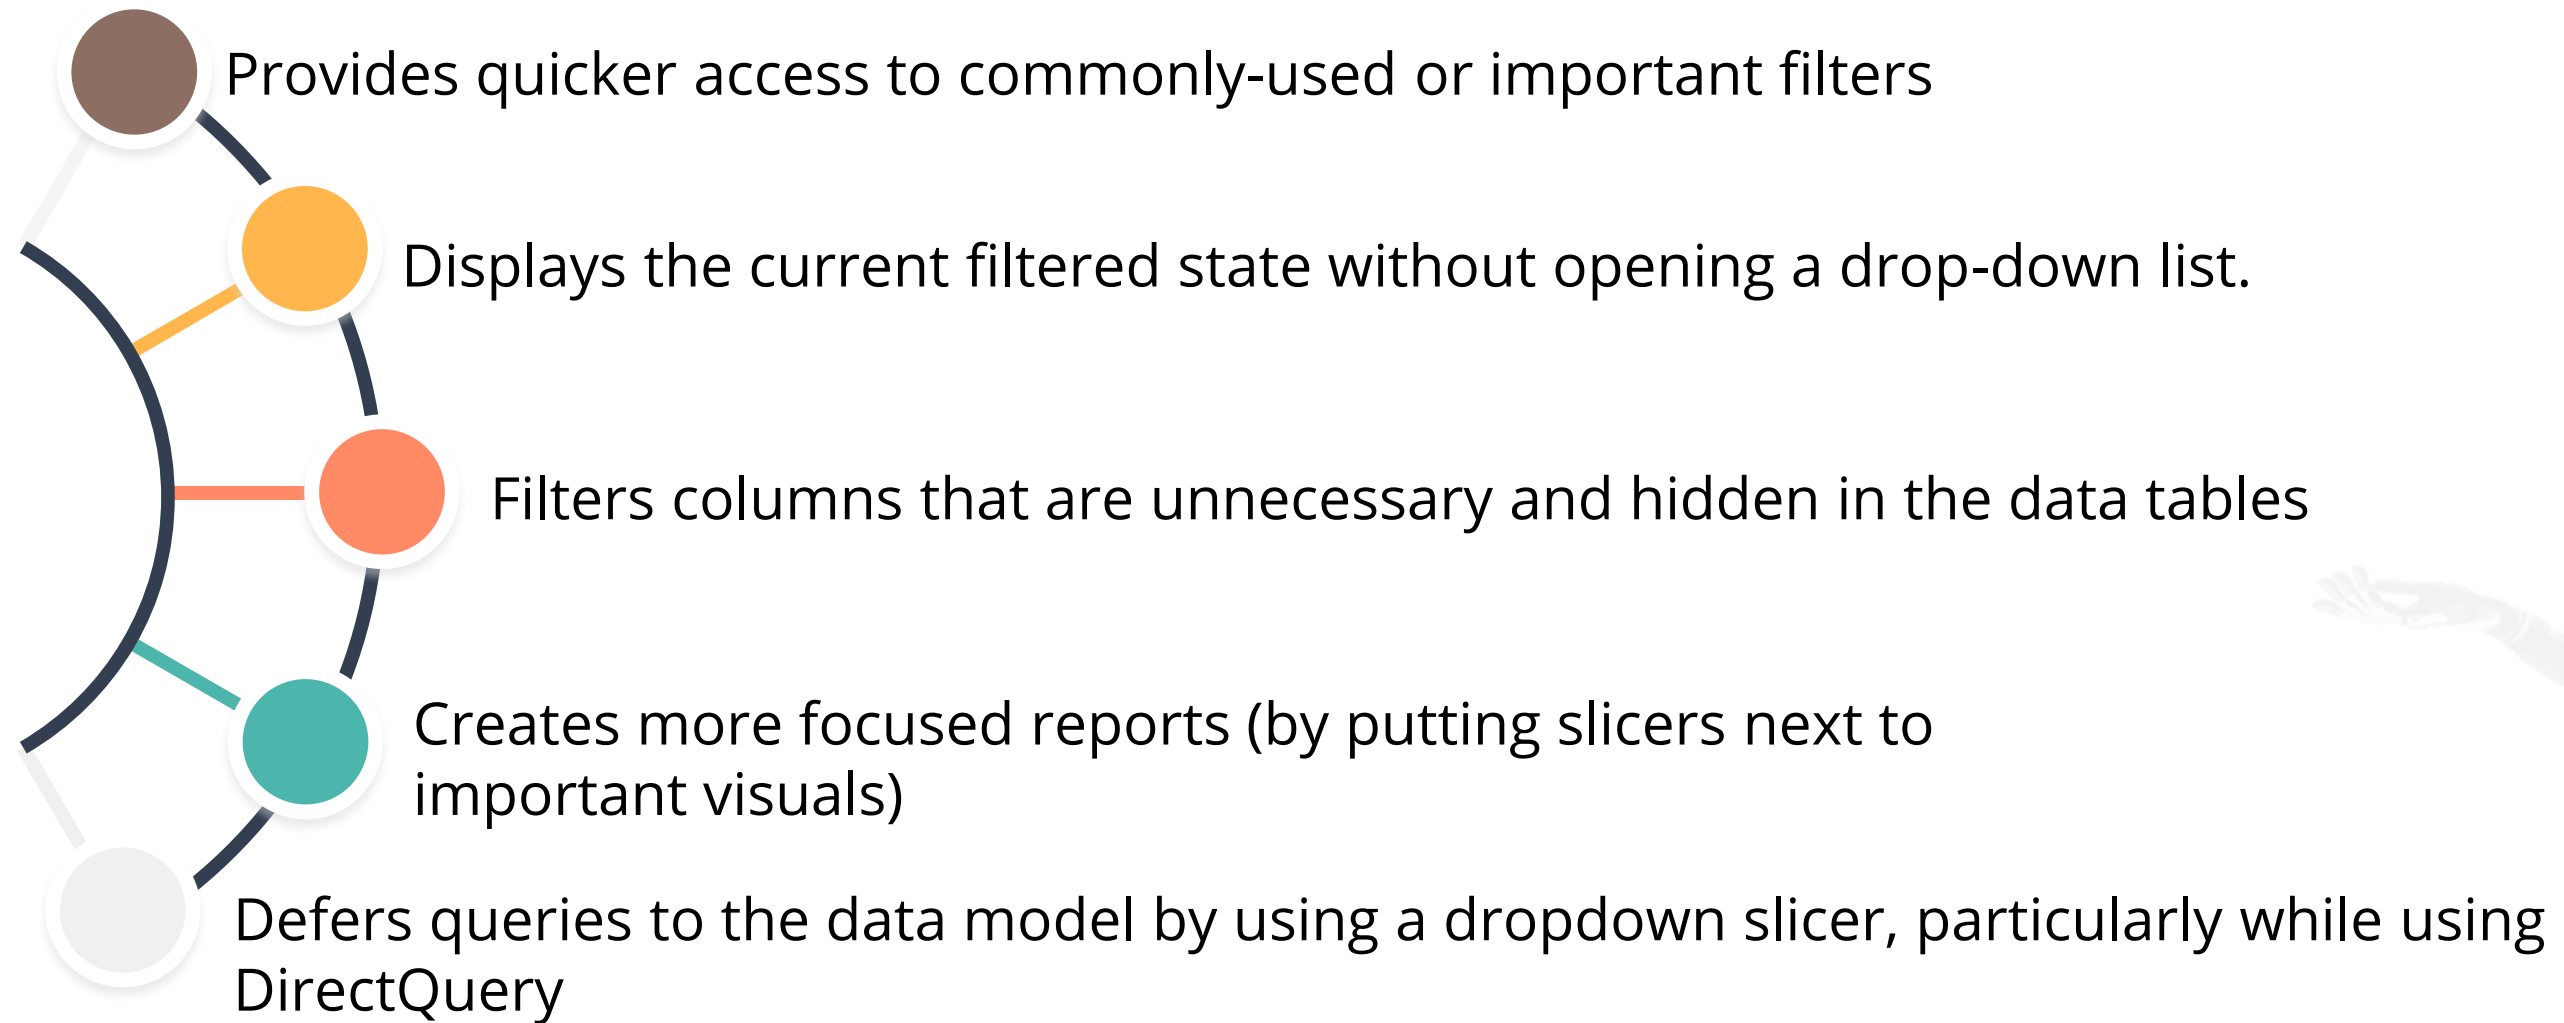 Provides quicker access to commonly-used or important filters
Displays the current filtered state without opening a drop-down list.
Filters columns that are unnecessary and hidden in the data tables
Creates more focused reports (by putting slicers next to
important visuals)
Defers queries to the data model by using a dropdown slicer, particularly while using
DirectQuery